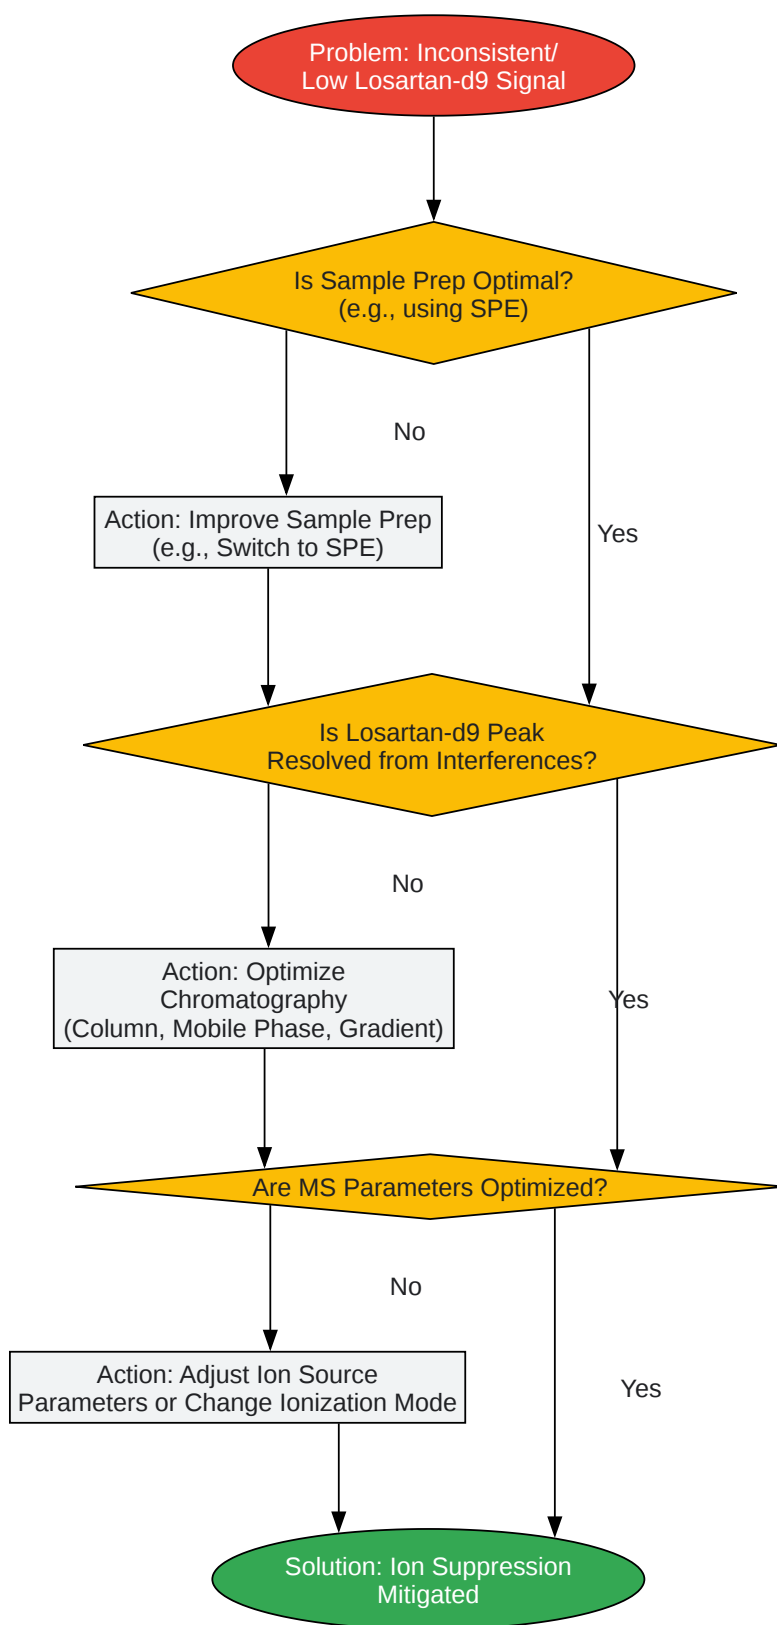 Problem: Inconsistent/
Low Losartan-d9 Signal
Is Sample Prep Optimal?
(e.g., using SPE)
No
Action: Improve Sample Prep
(e.g., Switch to SPE)
Yes
Is Losartan-d9 Peak
Resolved from Interferences?
No
Action: Optimize
Chromatography
(Column, Mobile Phase, Gradient)
Yes
Are MS Parameters Optimized?
No
Action: Adjust Ion Source
Parameters or Change Ionization Mode
Yes
Solution: Ion Suppression
Mitigated